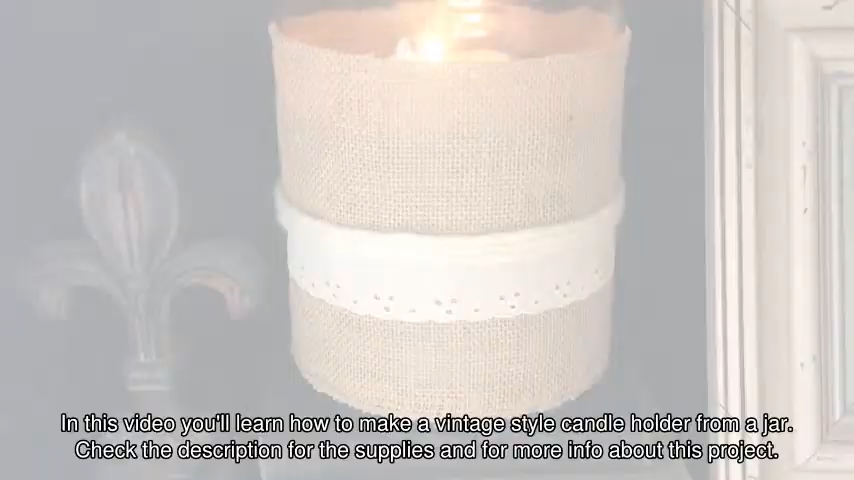 In this video you'll learn how to make a vintage style candle holder from a jar.
Check the description for the supplies and for more info about this project.